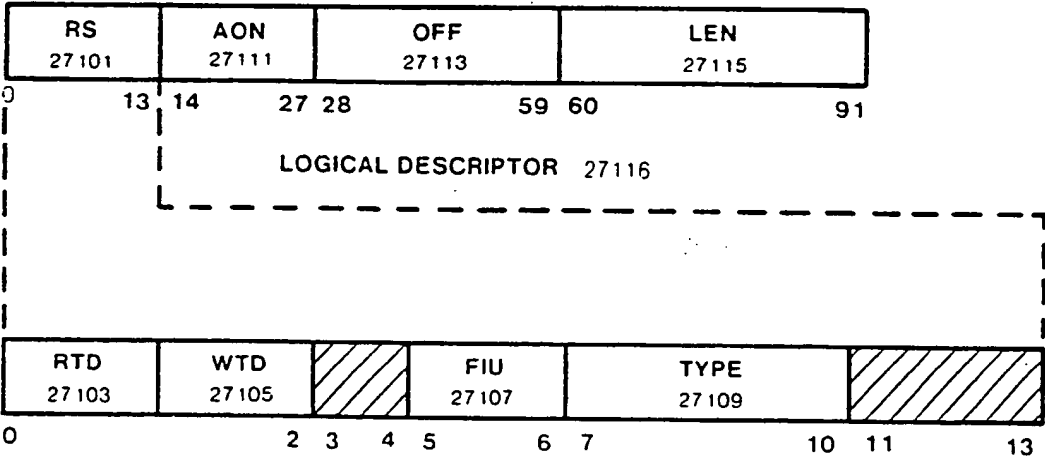 RS AON OFF LEN
27101 27111 27113 27115
0 13 14 27 28 59 60 91
LOGICAL DESCRIPTOR 27116
RTD WTD FIU TYPE
27103 27105 27107 27109
0 2 3 4 5 6 7 10 11 13